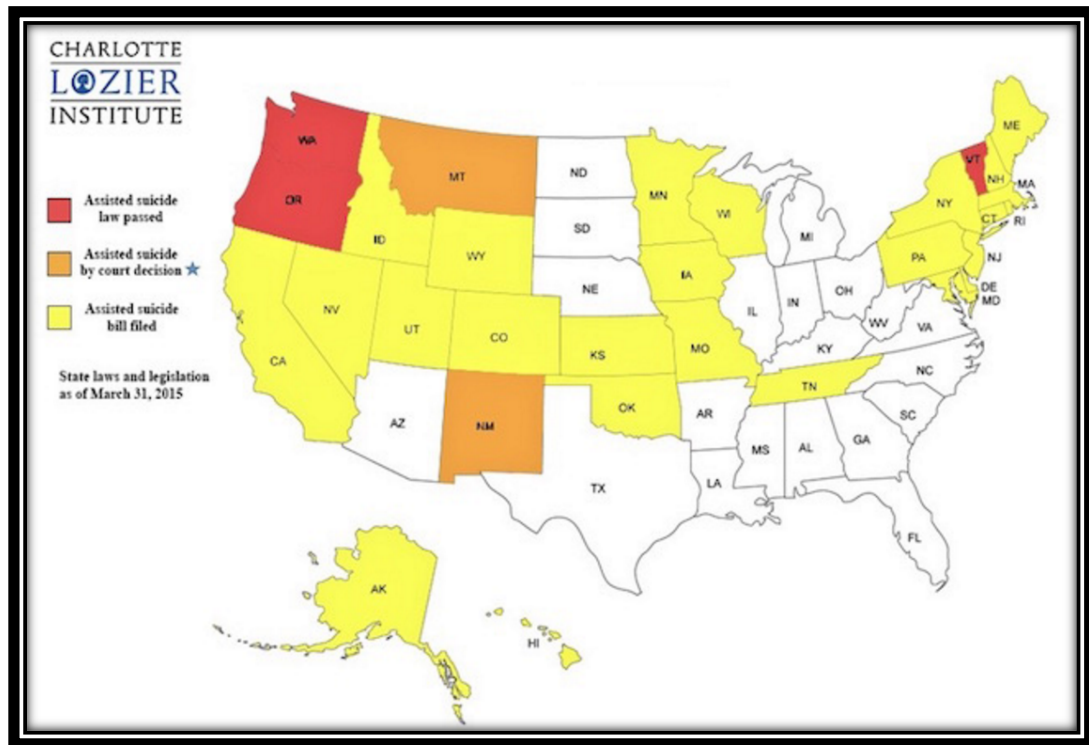 CHARLOTTE
LOZIER
INSTITUTE
Assisted suicide
law passed
Assisted suicide
by court decision
Assisted suicide
bill filed
State laws and legislation
as of March 31, 2015
WA
OR
ID
MT
WY
NV
UT
CO
CA
AZ
NM
ND
SD
NE
KS
OK
TX
MN
IA
MO
AR
LA
WI
IL
MI
IN
OH
KY
TN
MS
AL
GA
FL
SC
NC
VA
WV
PA
NY
VT
NH
ME
MA
CT
RI
NJ
DE
MD
AK
HI